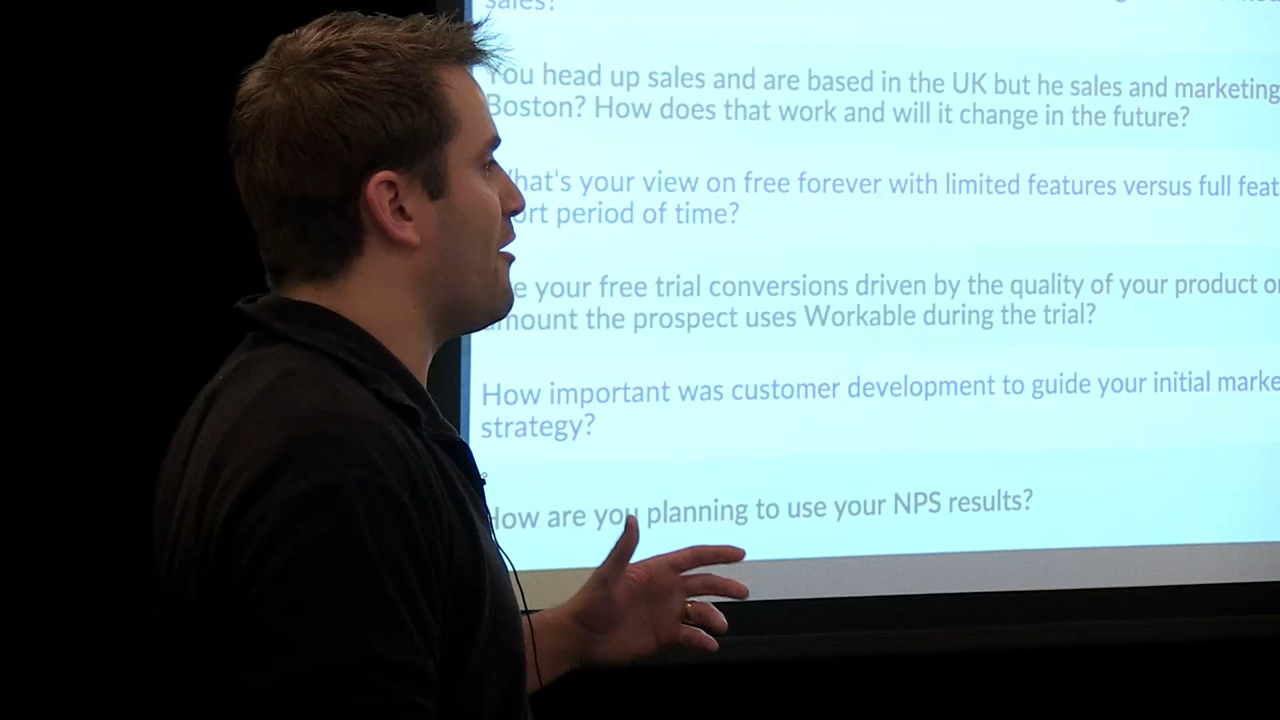 sales?
You head up sales and are based in the UK but he sales and marketing
Boston? How does that work and will it change in the future?
What's your view on free forever with limited features versus full
ort period of time?
your free trial conversions driven by the quality of your product
amount the prospect uses Workable during the trial?
How important was customer development to guide your initial
strategy?
How are you planning to use your NPS results?